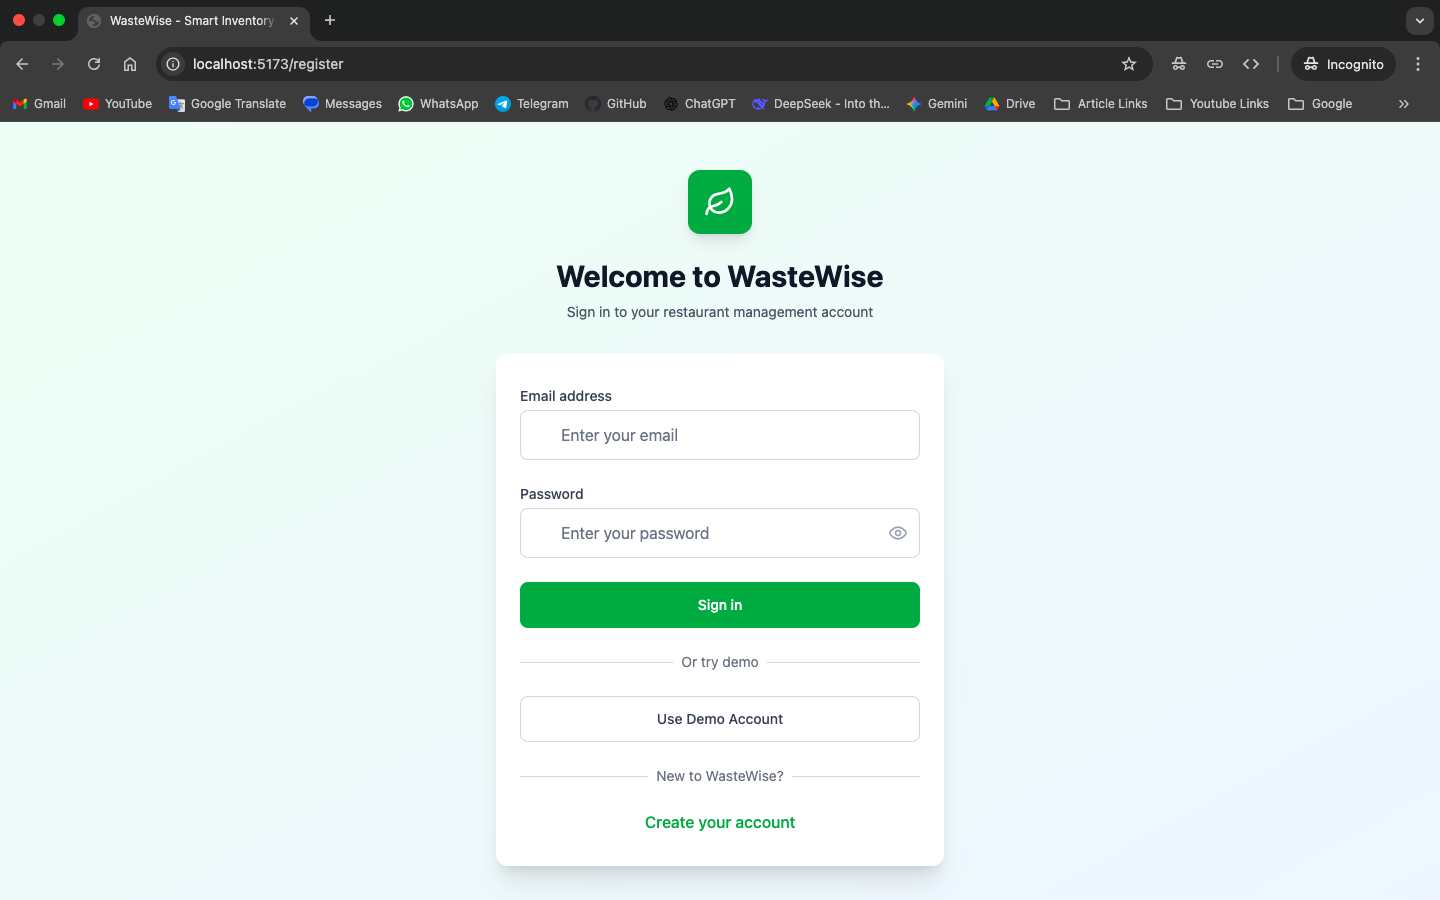 WasteWise - Smart Inventory
localhost:5173/register
Incognito
Gmail YouTube Google Translate Messages WhatsApp Telegram GitHub ChatGPT DeepSeek - Into th... Gemini Drive Article Links Youtube Links Google
Welcome to WasteWise
Sign in to your restaurant management account
Email address
Enter your email
Password
Enter your password
Sign in
Or try demo
Use Demo Account
New to WasteWise?
Create your account